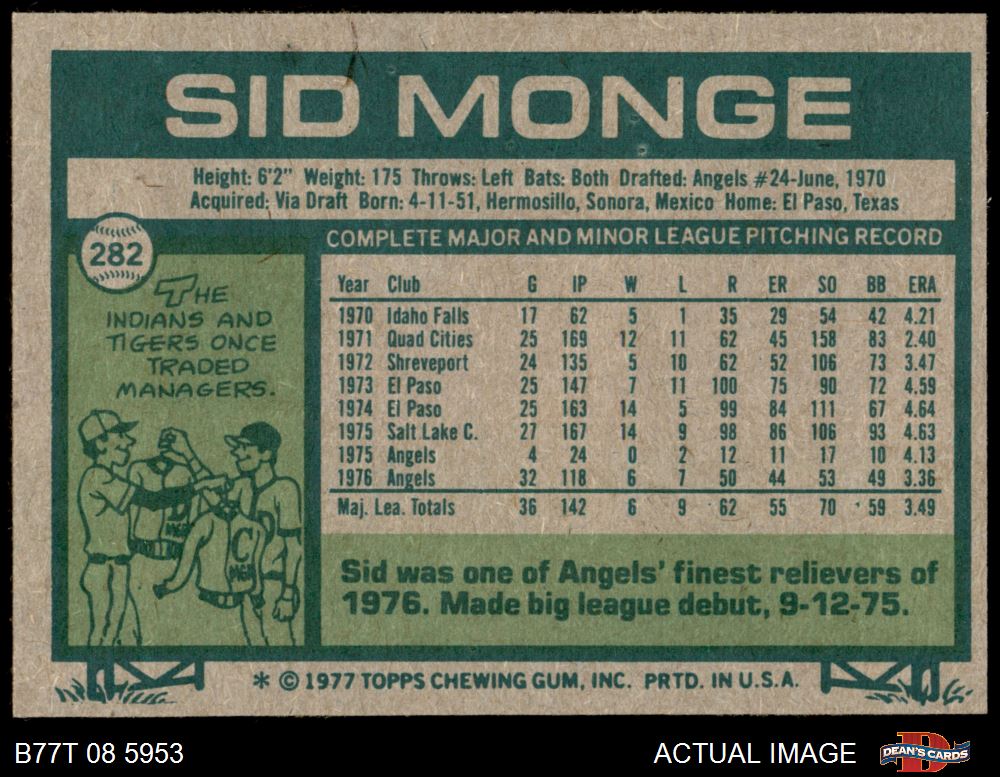 SID MONGE
Height: 6'2" Weight: 175 Throws: Left Bats: Both Drafted: Angels #24-June, 1970
Acquired: Via Draft Born: 4-11-51, Hermosillo, Sonora, Mexico Home: El Paso, Texas
282
THE
INDIANS AND
TIGERS ONCE
TRADED
MANAGERS.
C
MGR
MGR
COMPLETE MAJOR AND MINOR LEAGUE PITCHING RECORD
Year Club G IP W L R ER SO BB ERA
1970 Idaho Falls 17 62 5 1 35 29 54 42 4.21
1971 Quad Cities 25 169 12 11 62 45 158 83 2.40
1972 Shreveport 24 135 5 10 62 52 106 73 3.47
1973 El Paso 25 147 7 11 100 75 90 72 4.59
1974 El Paso 25 163 14 5 99 84 111 67 4.64
1975 Salt Lake C. 27 167 14 9 98 86 106 93 4.63
1975 Angels 4 24 0 2 12 11 17 10 4.13
1976 Angels 32 118 6 7 50 44 53 49 3.36
Maj. Lea. Totals 36 142 6 9 62 55 70 59 3.49
Sid was one of Angels' finest relievers of
1976. Made big league debut, 9-12-75.
* © 1977 TOPPS CHEWING GUM, INC. PRTD. IN U.S.A.
B77T 08 5953
ACTUAL IMAGE
D
DEAN'S CARDS